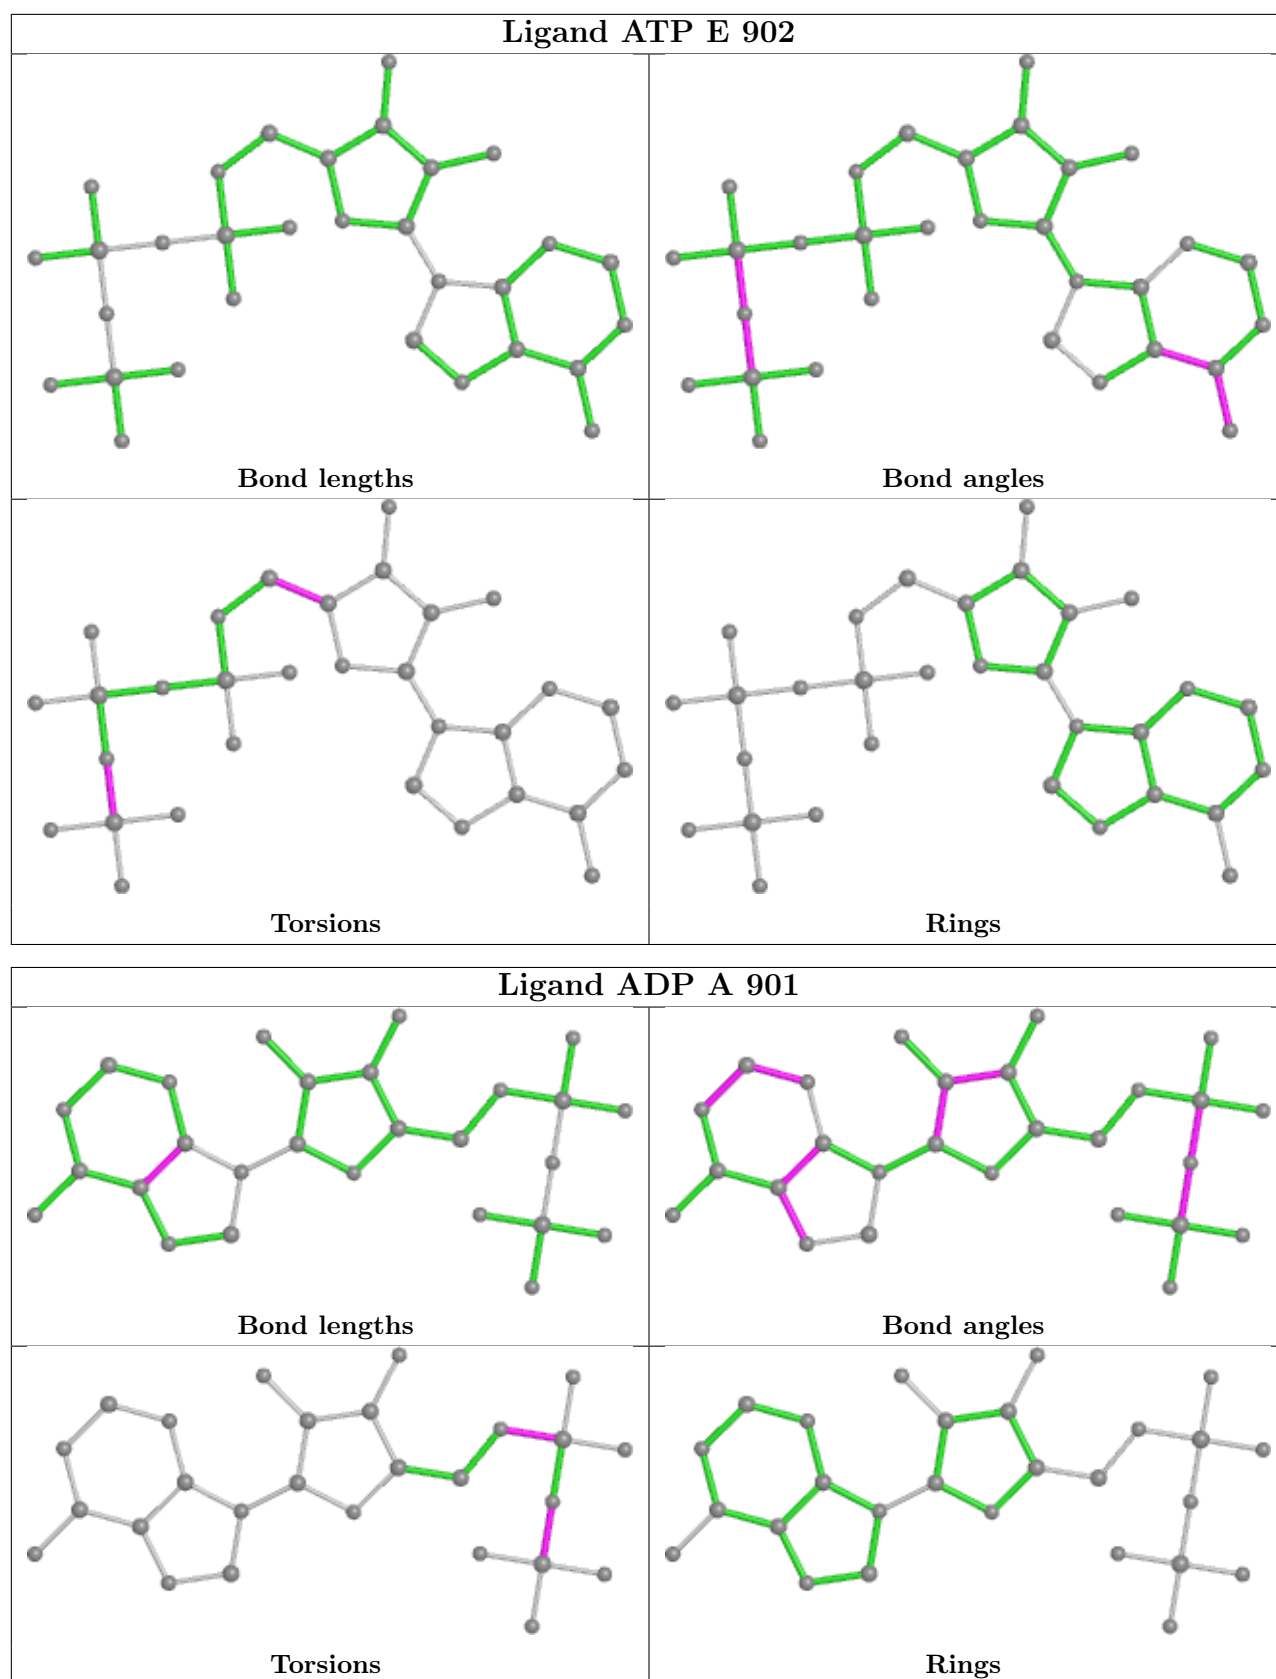 Ligand ATP E 902
Bond lengths
Bond angles
Torsions
Rings
Ligand ADP A 901
Bond lengths
Bond angles
Torsions
Rings